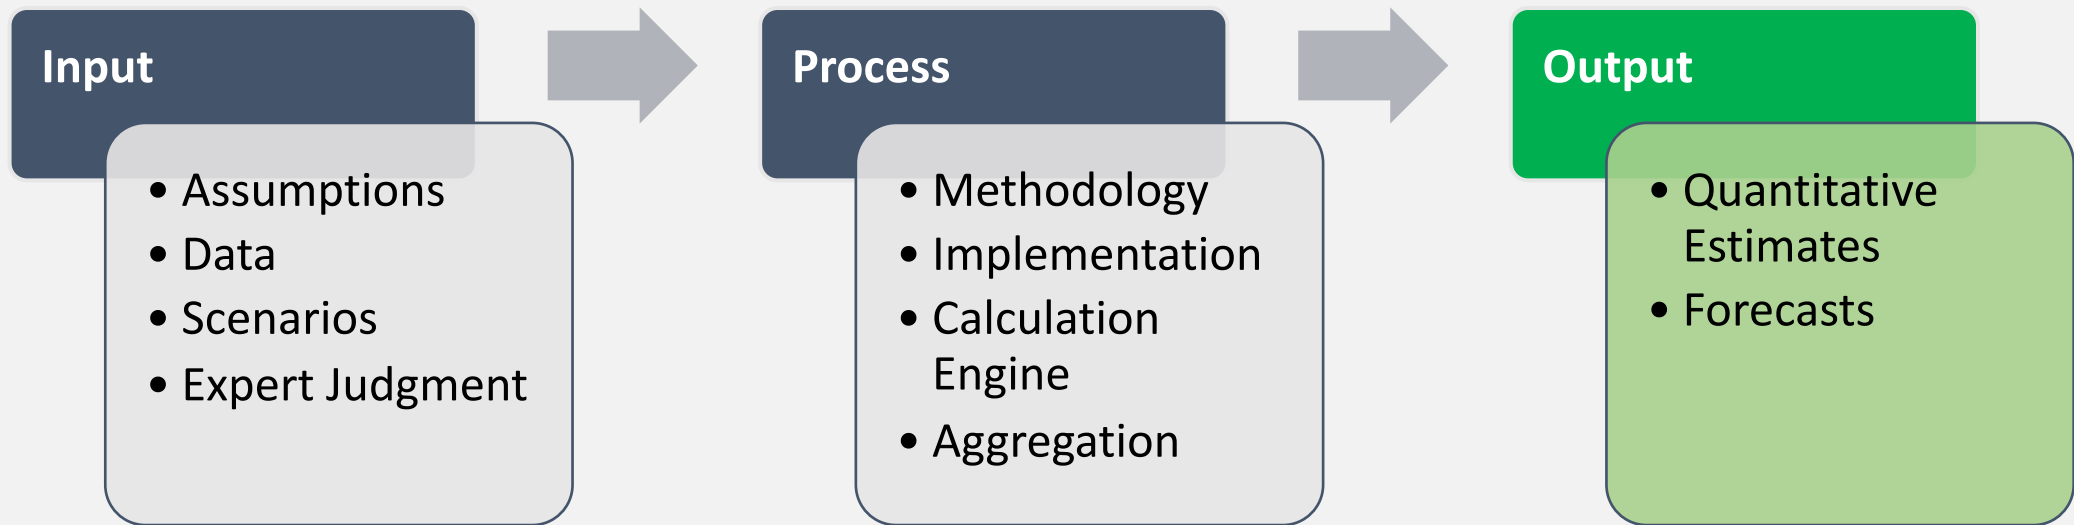 Input
• Assumptions
• Data
• Scenarios
• Expert Judgment
Process
• Methodology
• Implementation
• Calculation
Engine
• Aggregation
Output
• Quantitative
Estimates
• Forecasts